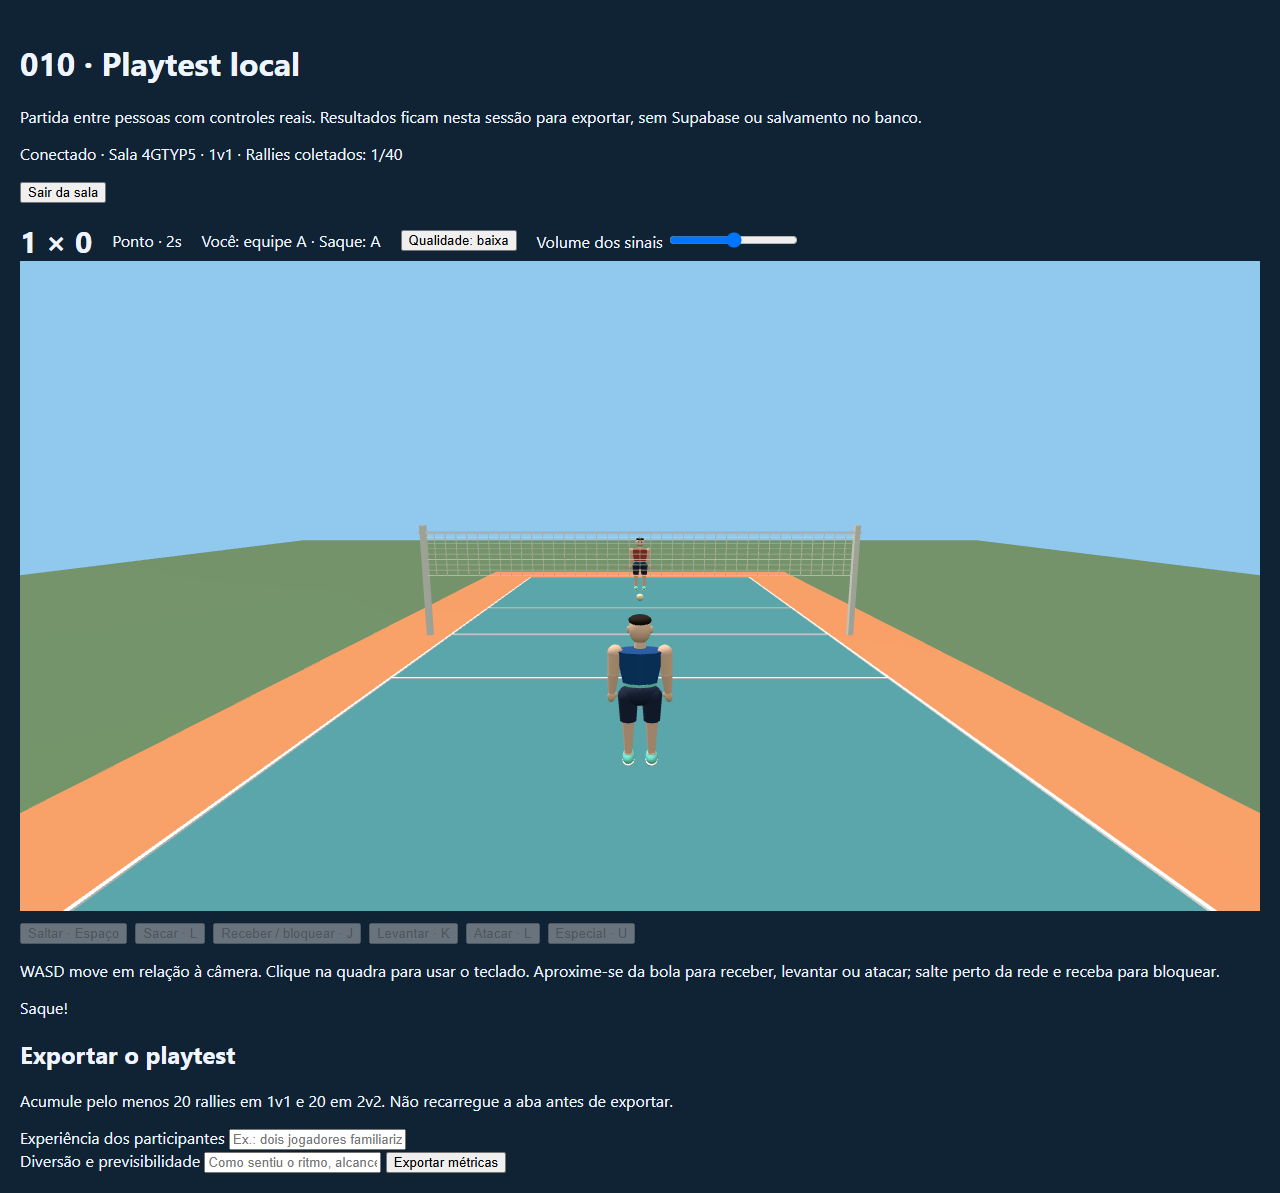 010 · Playtest local
Partida entre pessoas com controles reais. Resultados ficam nesta sessão para exportar, sem Supabase ou salvamento no banco.
Conectado · Sala 4GTYP5 · 1v1 · Rallies coletados: 1/40
Sair da sala
1 × 0 Ponto · 2s Você: equipe A · Saque: A Qualidade: baixa Volume dos sinais
Saltar · Espaço Sacar · L Receber / bloquear · J Levantar · K Atacar · L Especial · U
WASD move em relação à câmera. Clique na quadra para usar o teclado. Aproxime-se da bola para receber, levantar ou atacar; salte perto da rede e receba para bloquear.
Saque!
Exportar o playtest
Acumule pelo menos 20 rallies em 1v1 e 20 em 2v2. Não recarregue a aba antes de exportar.
Experiência dos participantes Ex.: dois jogadores familiariz
Diversão e previsibilidade Como sentiu o ritmo, alcance Exportar métricas